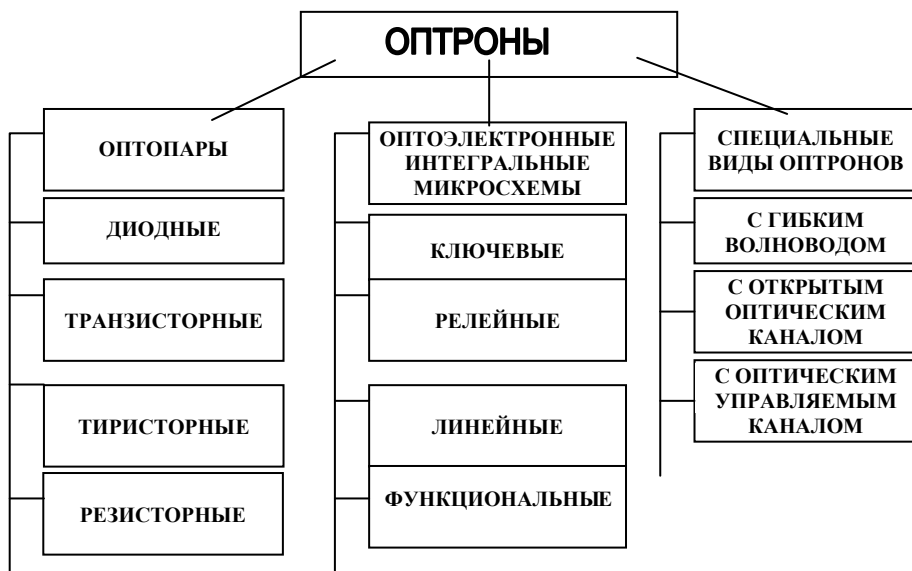 ОПТРОНЫ
ОПТОПАРЫ
ДИОДНЫЕ
ТРАНЗИСТОРНЫЕ
ТИРИСТОРНЫЕ
РЕЗИСТОРНЫЕ
ОПТОЭЛЕКТРОННЫЕ
ИНТЕГРАЛЬНЫЕ
МИКРОСХЕМЫ
КЛЮЧЕВЫЕ
РЕЛЕЙНЫЕ
ЛИНЕЙНЫЕ
ФУНКЦИОНАЛЬНЫЕ
СПЕЦИАЛЬНЫЕ
ВИДЫ ОПТРОНОВ
С ГИБКИМ
ВОЛНОВОДОМ
С ОТКРЫТЫМ
ОПТИЧЕСКИМ
КАНАЛОМ
С ОПТИЧЕСКИМ
УПРАВЛЯЕМЫМ
КАНАЛОМ